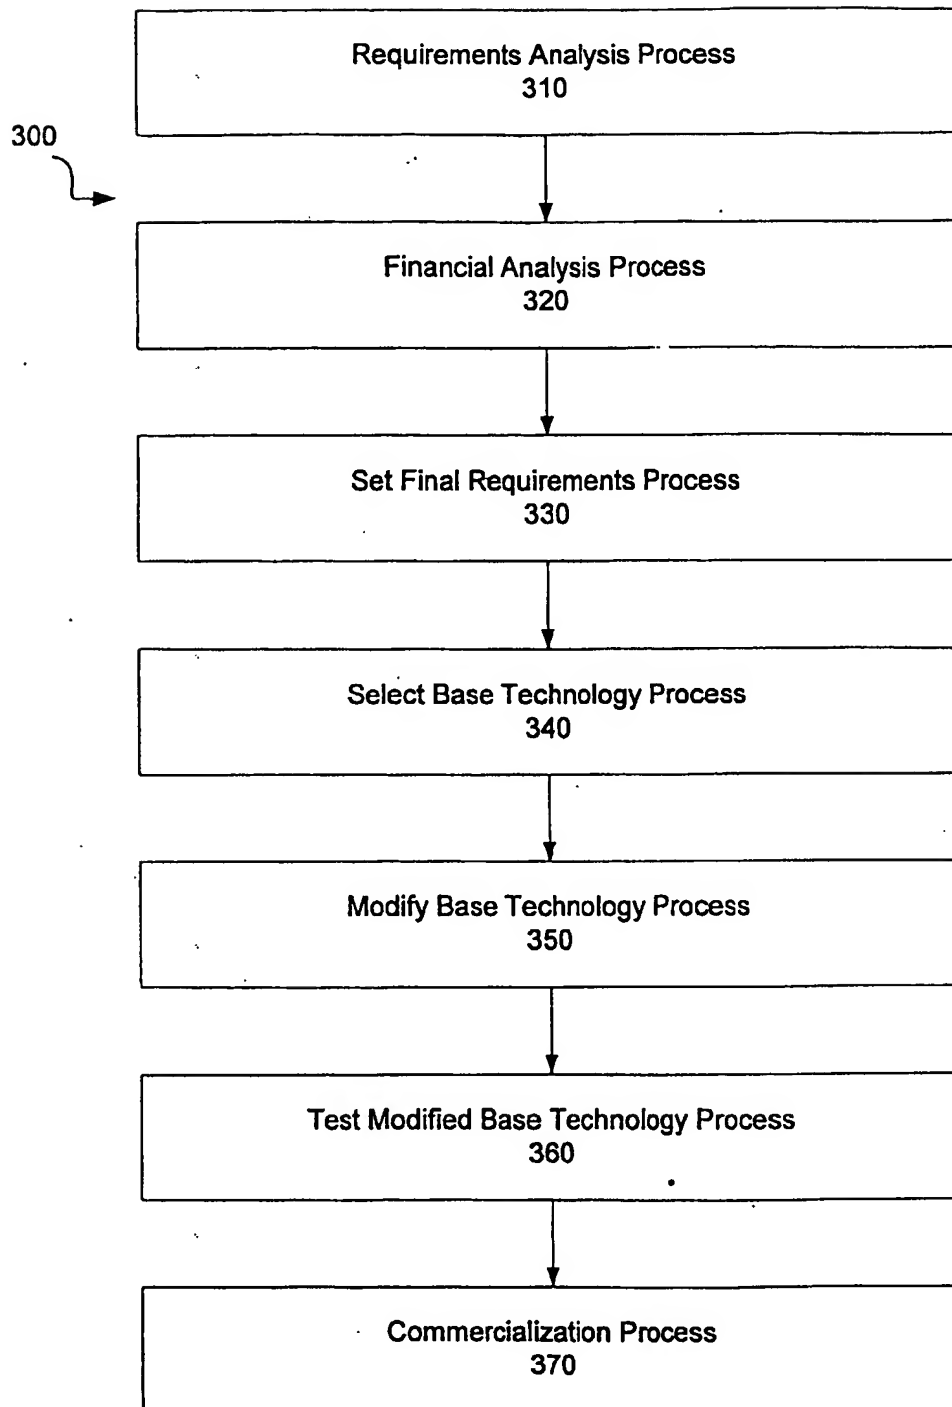 Requirements Analysis Process
310
300
Financial Analysis Process
320
Set Final Requirements Process
330
Select Base Technology Process
340
Modify Base Technology Process
350
Test Modified Base Technology Process
360
Commercialization Process
370